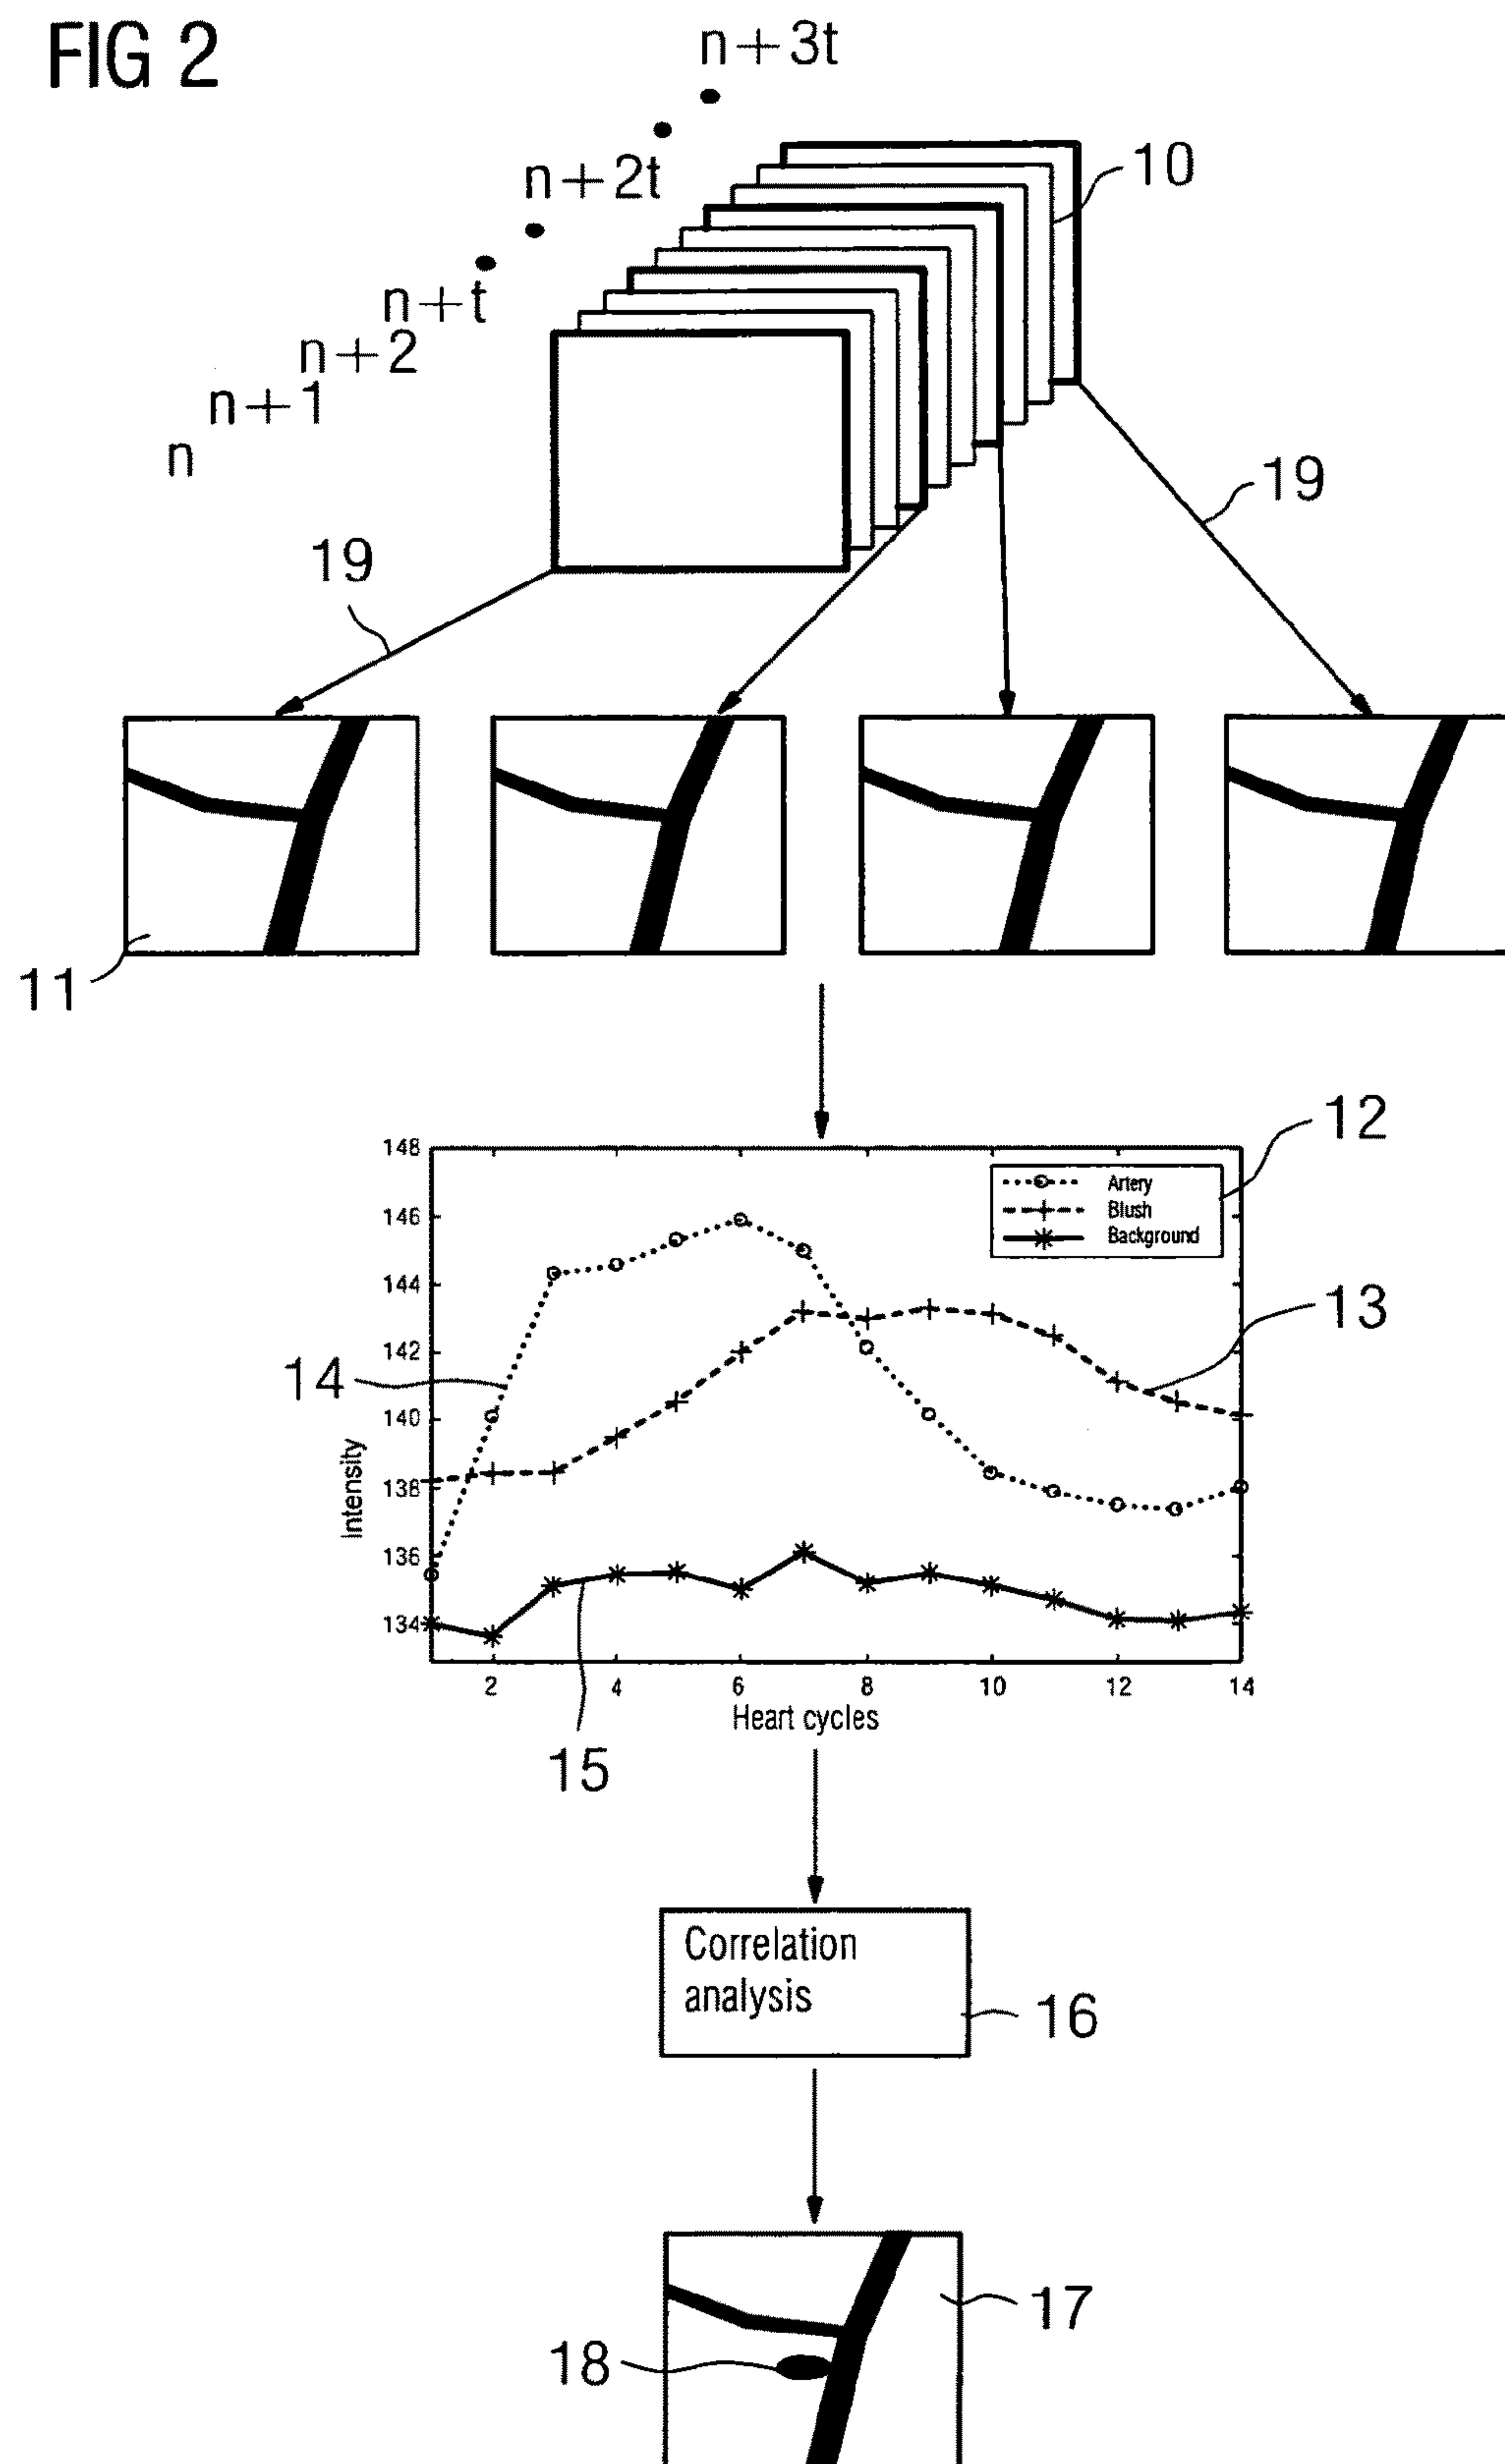 FIG 2
n+3t
10
n+2t
n+t
n+2
n+1
n
19
19
11
12
148
146
144
142
140
138
136
134
Intensity
Artery
Blush
Background
13
14
2 4 6 8 10 12 14
Heart cycles
15
Correlation
analysis
16
17
18